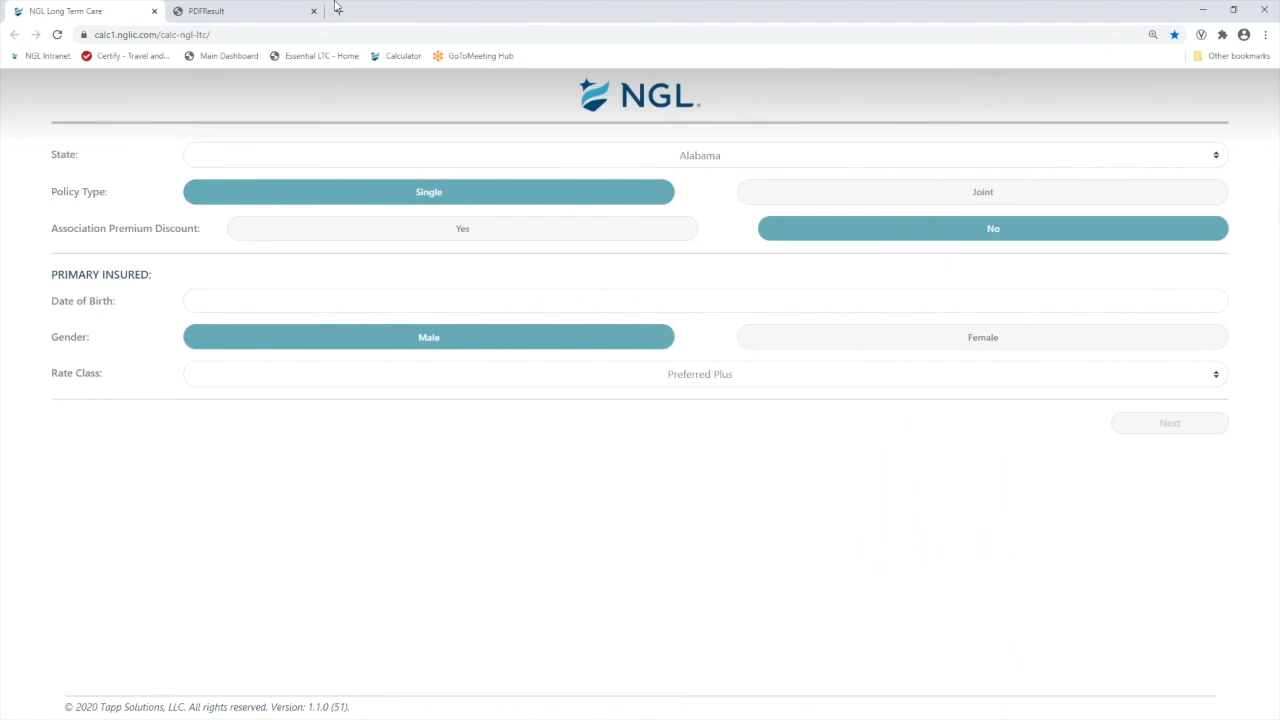 NGL Long Term Care
PDFResult
calc1.nglic.com/calc-ngl-ltc/
NGL Intranet
Certify - Travel and...
Main Dashboard
Essential LTC - Home
Calculator
GoToMeeting Hub
Other bookmarks
NGL.
State:
Alabama
Policy Type:
Single
Joint
Association Premium Discount:
Yes
No
PRIMARY INSURED:
Date of Birth:
Gender:
Male
Female
Rate Class:
Preferred Plus
Next
© 2020 Tapp Solutions, LLC. All rights reserved. Version: 1.1.0 (51).